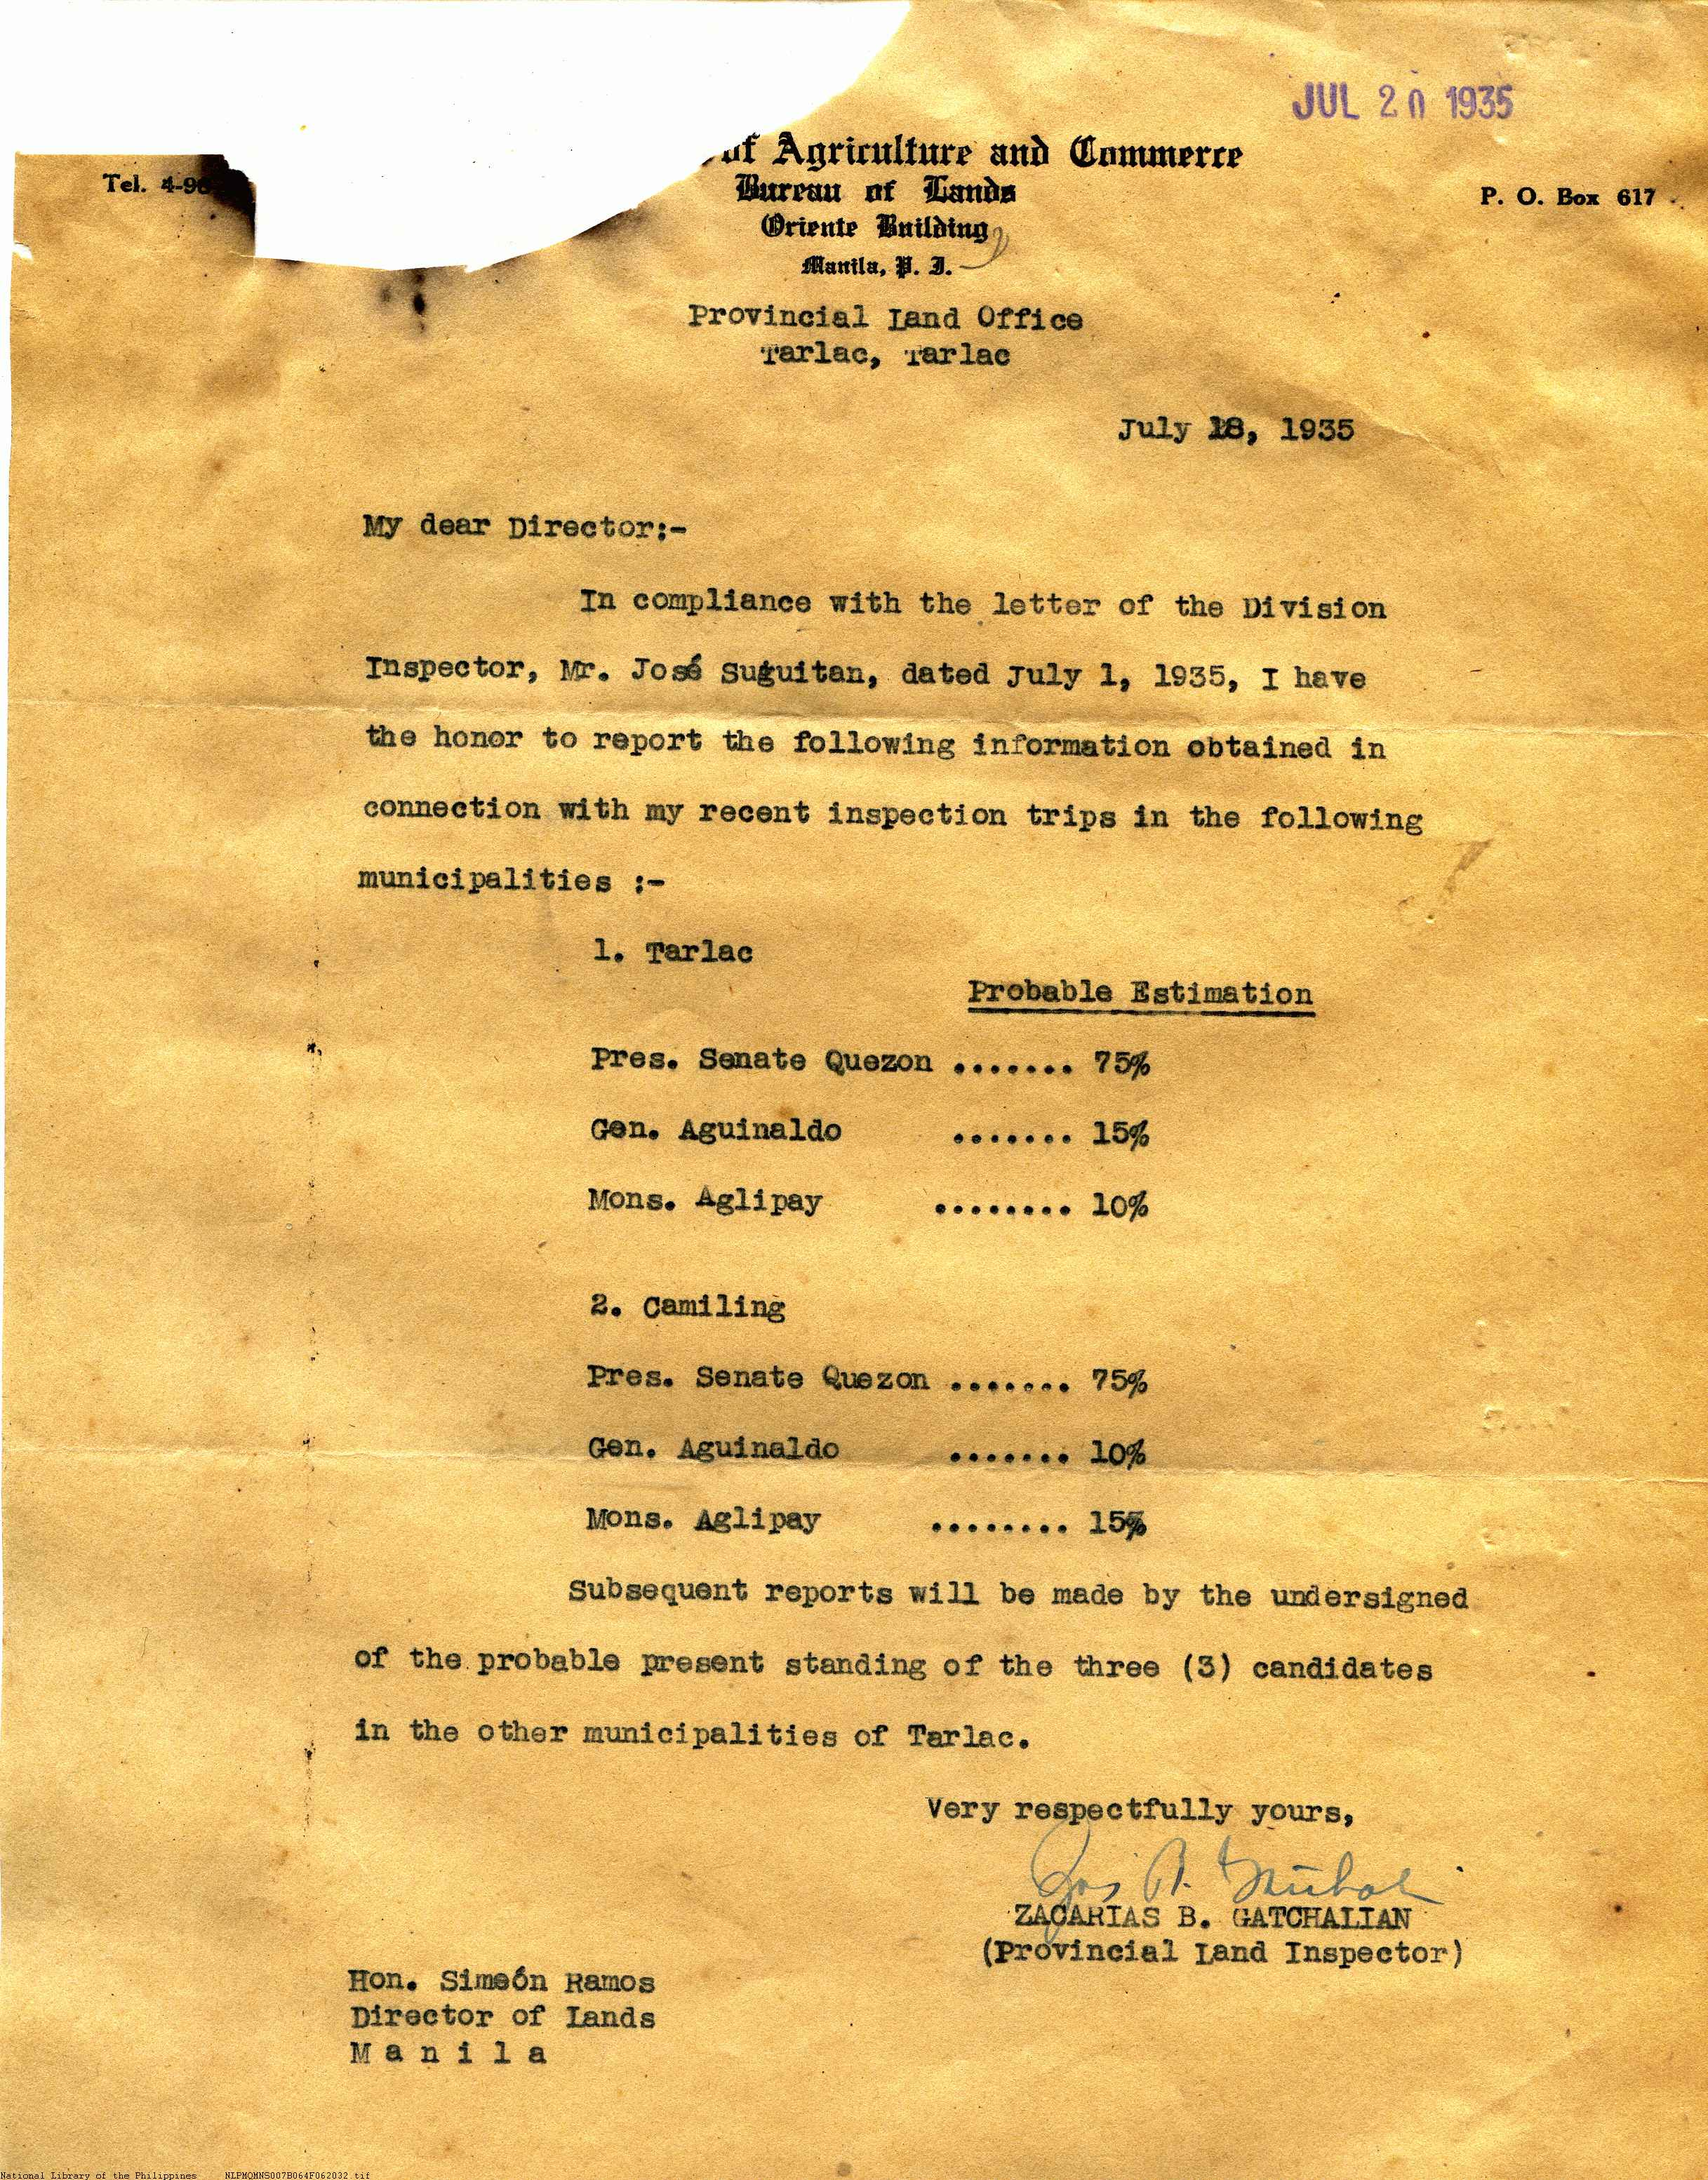 JUL 20 1935
of Agriculture and Commerce
Tel. 4-9
Bureau of Lands
P. O. Box 617
Oriente Building
Manila, P. I.
Provincial Land Office
Tarlac, Tarlac
July 18, 1935
My dear Director:-
In compliance with the letter of the Division
Inspector, Mr. José Suguitan, dated July 1, 1935, I have
the honor to report the following information obtained in
connection with my recent inspection trips in the following
municipalities :-
1. Tarlac
Probable Estimation
Pres. Senate Quezon ....... 75%
Gen. Aguinaldo ....... 15%
Mons. Aglipay ........ 10%
2. Camiling
Pres. Senate Quezon ....... 75%
Gen. Aguinaldo ....... 10%
Mons. Aglipay ........ 15%
Subsequent reports will be made by the undersigned
of the probable present standing of the three (3) candidates
in the other municipalities of Tarlac.
Very respectfully yours,
ZACARIAS B. GATCHALIAN
(Provincial Land Inspector)
Hon. Simeón Ramos
Director of Lands
M a n i l a
National Library of the Philippines NLPMQMNS007B064F062032.tif